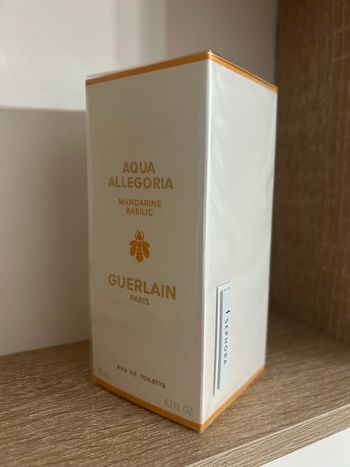 AQUA
ALLEGORIA
MANDARINE
BASILIC
GUERLAIN
PARIS
EAU DE TOILETTE
4.2 FL. OZ.
SEPHORA